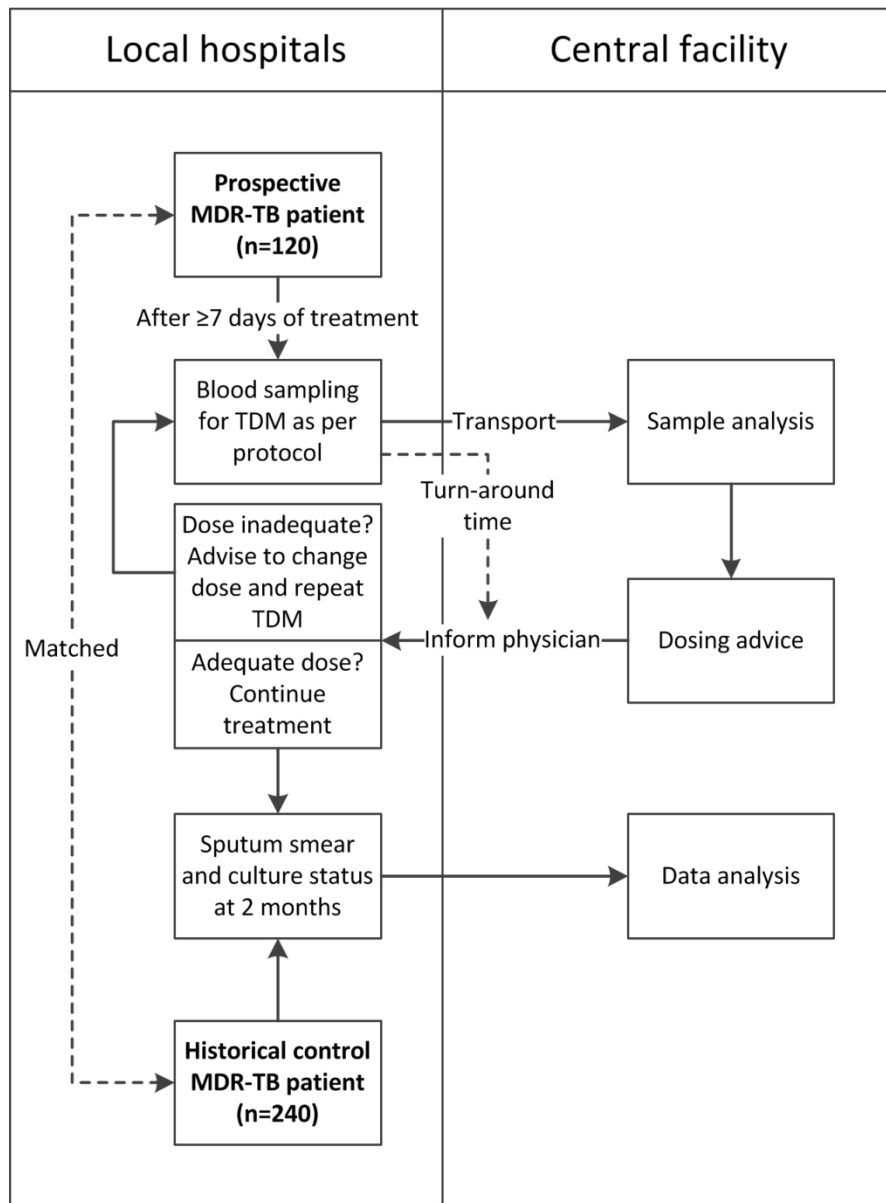 Local hospitals
Central facility
Prospective
MDR-TB patient
(n=120)
After ≥7 days of treatment
Blood sampling
for TDM as per
protocol
Transport
Sample analysis
Turn-around
time
Dose inadequate?
Advise to change
dose and repeat
TDM
Inform physician
Dosing advice
Matched
Adequate dose?
Continue
treatment
Sputum smear
and culture status
at 2 months
Data analysis
Historical control
MDR-TB patient
(n=240)